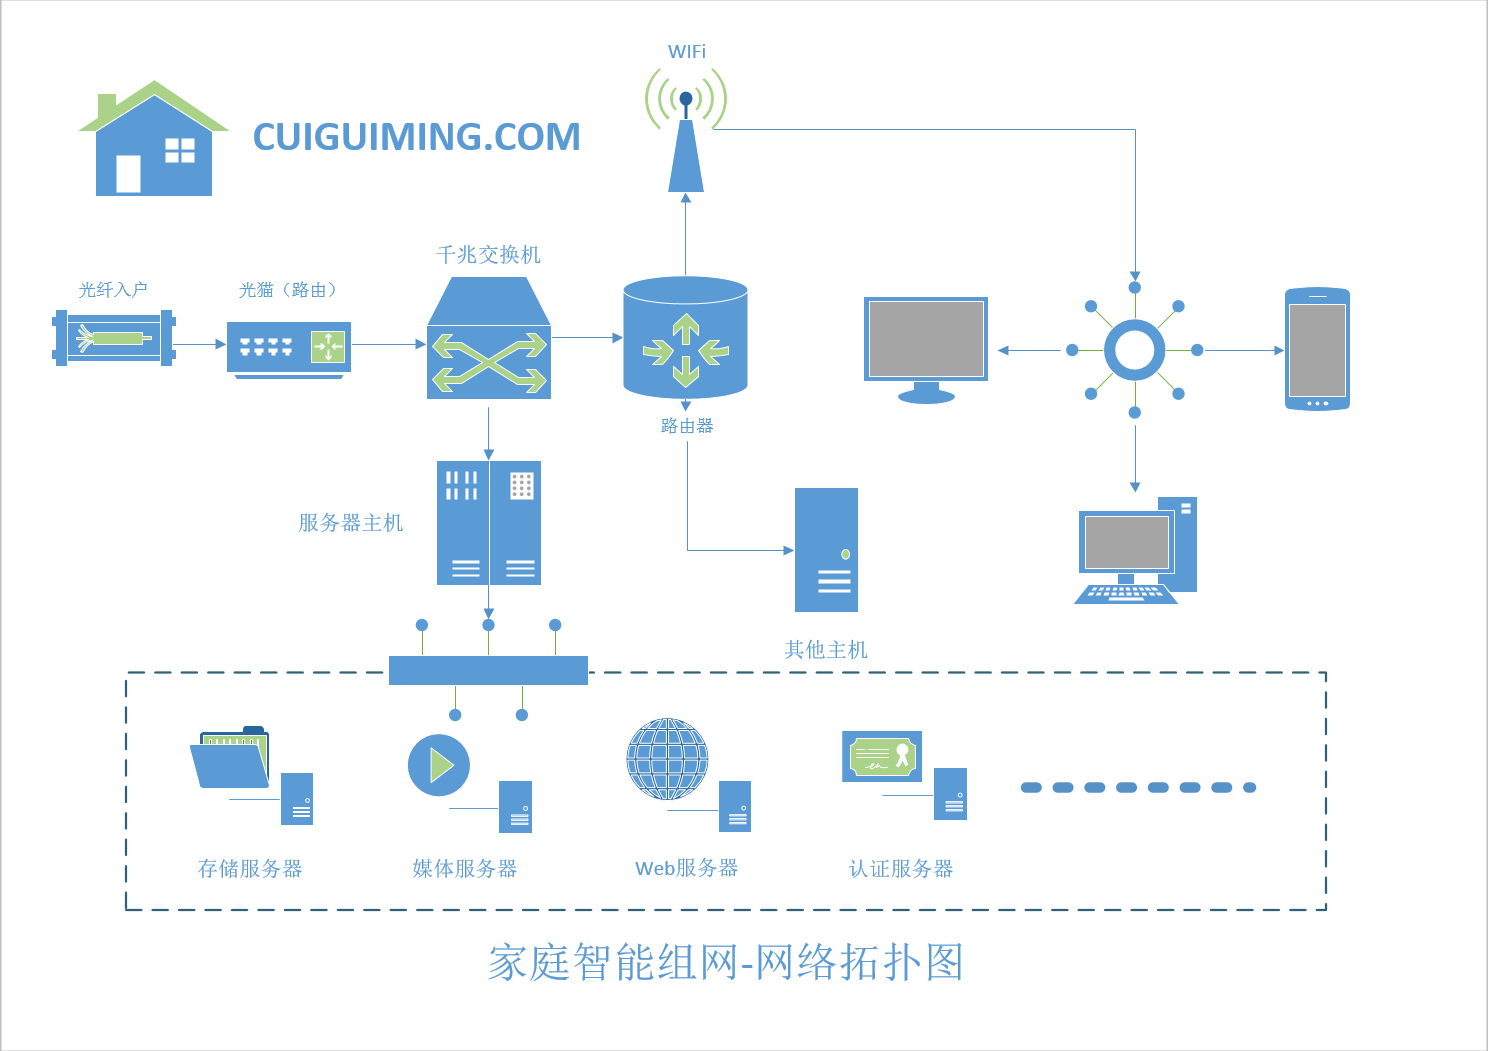 WIFi
CUIGUIMING.COM
千兆交换机
光纤入户
光猫（路由）
路由器
服务器主机
其他主机
存储服务器
媒体服务器
Web服务器
认证服务器
家庭智能组网-网络拓扑图